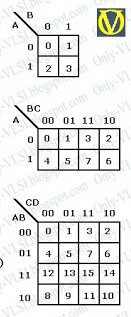 B
A 0 1
0 0 1
1 2 3
BC
A 00 01 11 10
0 0 1 3 2
1 4 5 7 6
CD
AB 00 01 11 10
00 0 1 3 2
01 4 5 7 6
11 12 13 15 14
10 8 9 11 10